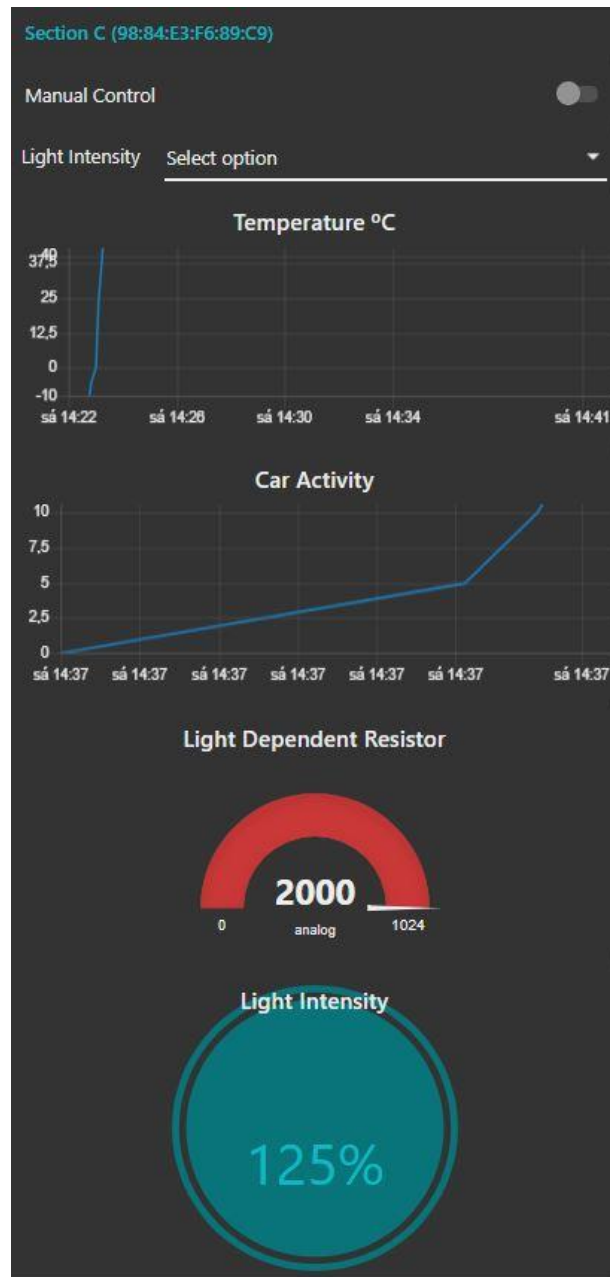 Section C (98:84:E3:F6:89:C9)
Manual Control
Light Intensity Select option
Temperature ºC
40
37,5
25
12,5
0
-10
sá 14:22 sá 14:26 sá 14:30 sá 14:34 sá 14:41
Car Activity
10
7,5
5
2,5
0
sá 14:37 sá 14:37 sá 14:37 sá 14:37 sá 14:37 sá 14:37 sá 14:37
Light Dependent Resistor
2000
0 analog 1024
Light Intensity
125%